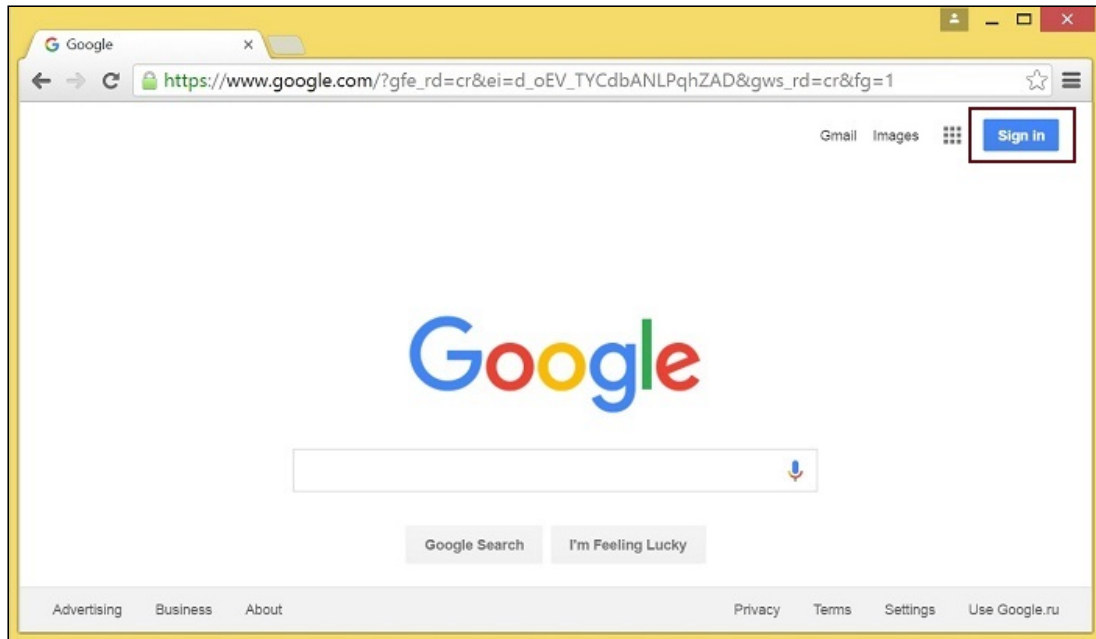 Google
https://www.google.com/?gfe_rd=cr&ei=d_oEV_TYCdbANLPqhZAD&gws_rd=cr&fg=1
Gmail Images Sign in
Google
Google Search I'm Feeling Lucky
Advertising Business About Privacy Terms Settings Use Google.ru